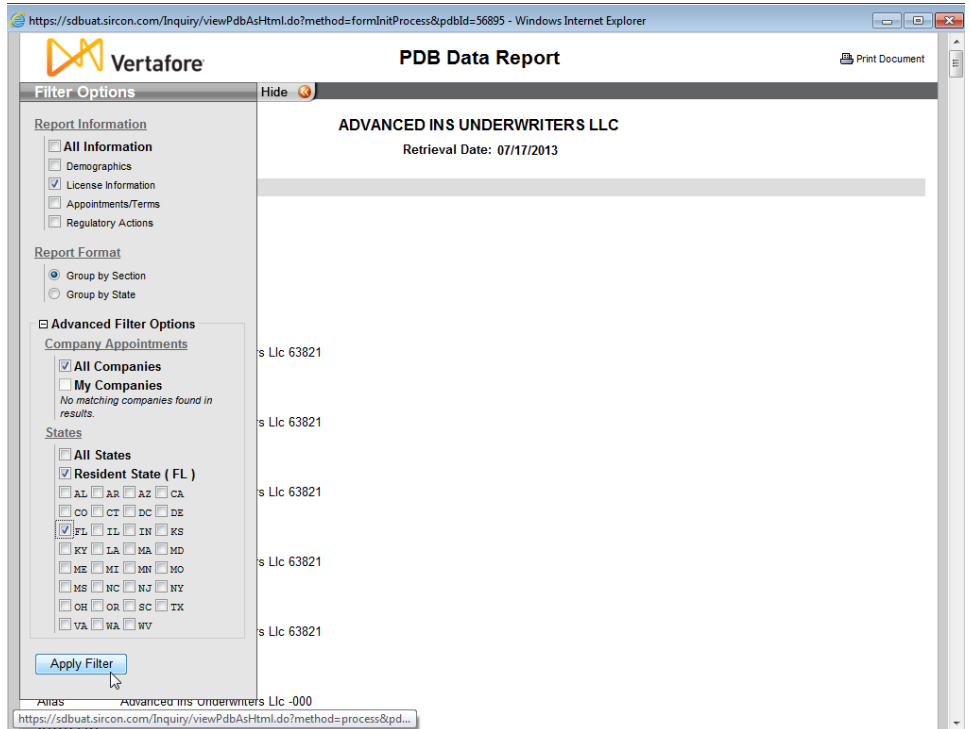 https://sdbuat.sircon.com/Inquiry/viewPdbAsHtml.do?method=formInitProcess&pdbId=56895 - Windows Internet Explorer
Vertafore
PDB Data Report
Print Document
Filter Options
Hide
Report Information
All Information
Demographics
License Information
Appointments/Terms
Regulatory Actions
Report Format
Group by Section
Group by State
Advanced Filter Options
Company Appointments
All Companies
My Companies
No matching companies found in
results.
States
All States
Resident State ( FL )
AL AR AZ CA
CO CT DC DE
FL IL IN KS
KY LA MA MD
ME MI MN MO
MS NC NJ NY
OH OR SC TX
VA WA WV
Apply Filter
ADVANCED INS UNDERWRITERS LLC
Retrieval Date: 07/17/2013
rs Llc 63821
rs Llc 63821
rs Llc 63821
rs Llc 63821
rs Llc 63821
Alias Advanced Ins Underwriters Llc -000
https://sdbuat.sircon.com/Inquiry/viewPdbAsHtml.do?method=process&pd...